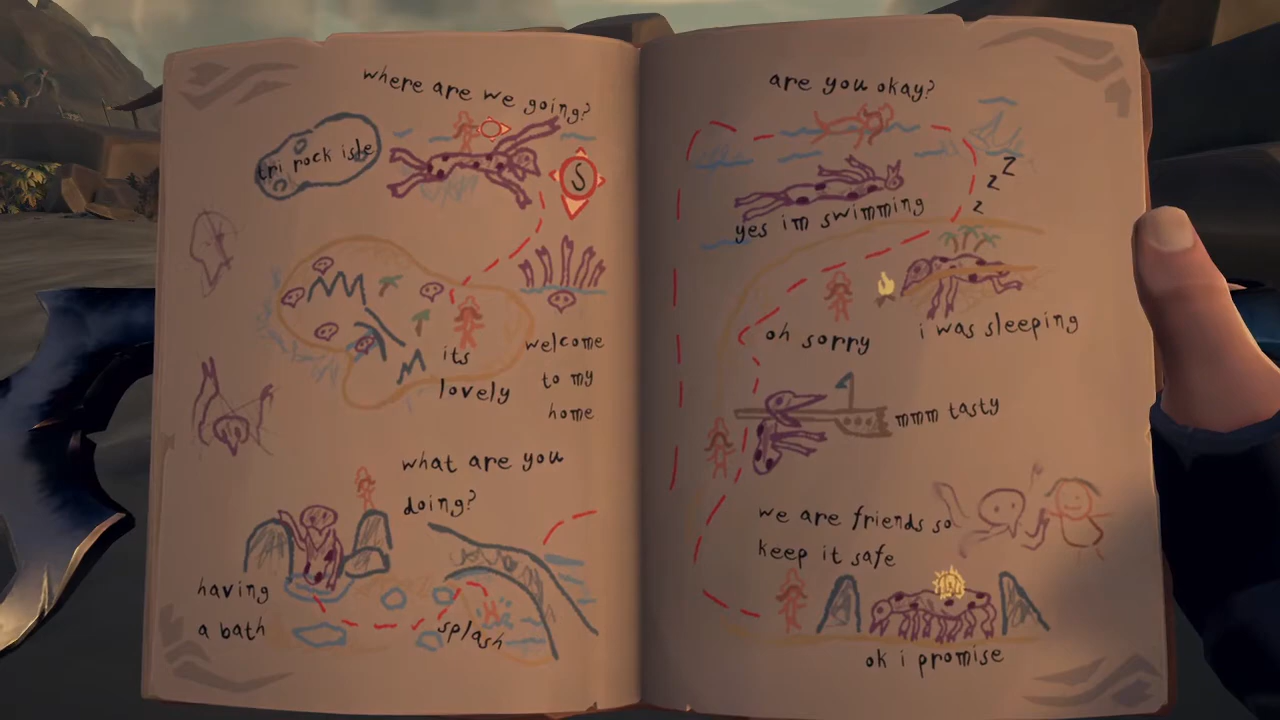 where are we going?
tri rock isle
S
its
lovely
welcome
to my
home
what are you
doing?
having
a bath
splash
are you okay?
z
z
z
yes im swimming
oh sorry
i was sleeping
mmm tasty
we are friends so
keep it safe
ok i promise